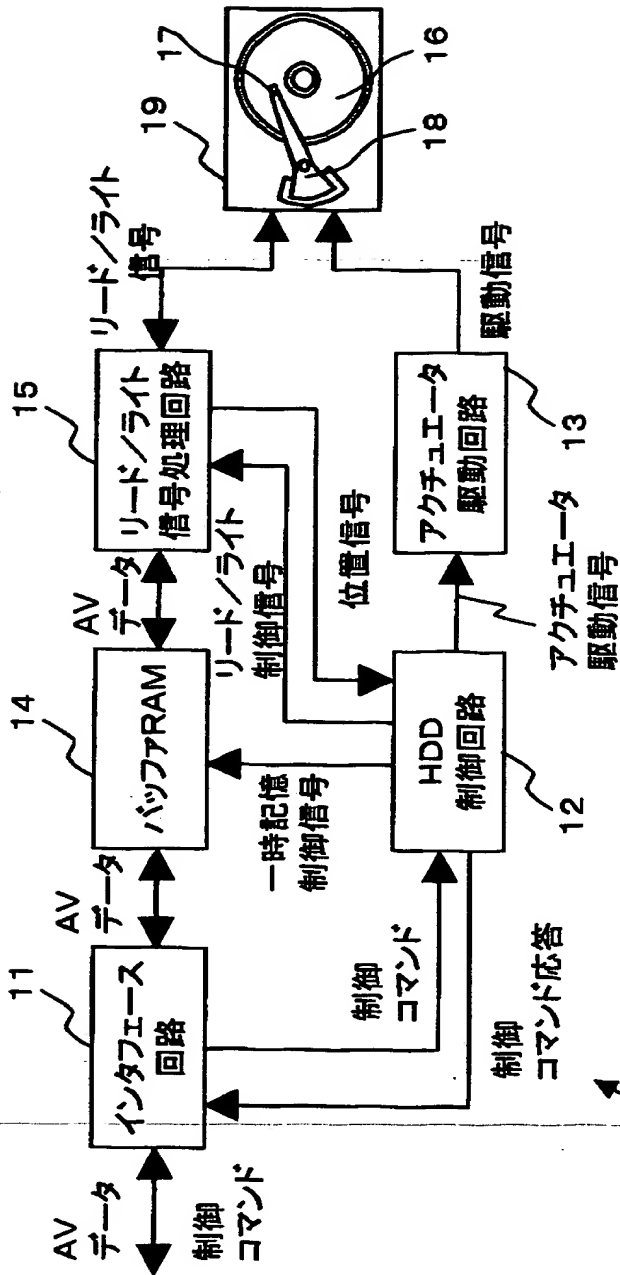 AV
データ
制御
コマンド
11
インタフェース
回路
AV
データ
14
バッファRAM
AV
データ
15
リード/ライト
信号処理回路
リード/ライト
信号
19
17
16
18
制御
コマンド
制御
コマンド応答
一時記憶
制御信号
リード/ライト
制御信号
位置信号
HDD
制御回路
12
アクチュエータ
駆動信号
アクチュエータ
駆動回路
13
駆動信号